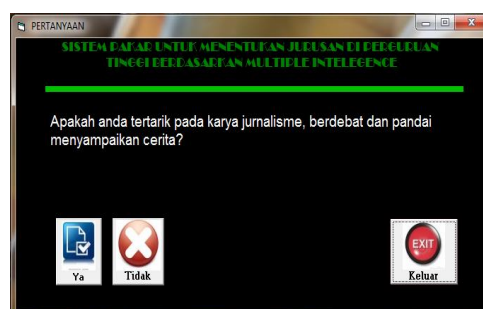 PERTANYAAN
SISTEM PAKAR UNTUK MENENTUKAN JURUSAN DI PERGURUAN
TINGGI BERDASARKAN MULTIPLE INTELEGENCE
Apakah anda tertarik pada karya jurnalisme, berdebat dan pandai
menyampaikan cerita?
EXIT
Ya Tidak Keluar